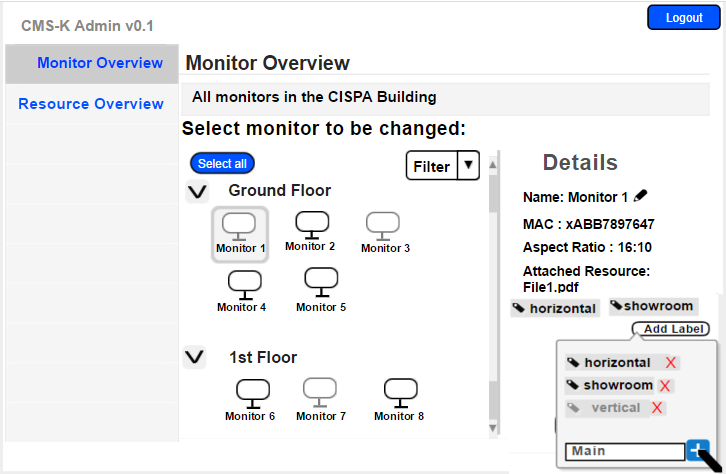 CMS-K Admin v0.1
Logout
Monitor Overview
Resource Overview
Monitor Overview
All monitors in the CISPA Building
Select monitor to be changed:
Select all
Filter
Ground Floor
Monitor 1
Monitor 2
Monitor 3
Monitor 4
Monitor 5
1st Floor
Monitor 6
Monitor 7
Monitor 8
Details
Name: Monitor 1
MAC : xABB7897647
Aspect Ratio : 16:10
Attached Resource:
File1.pdf
horizontal
showroom
Add Label
horizontal X
showroom X
vertical X
Main